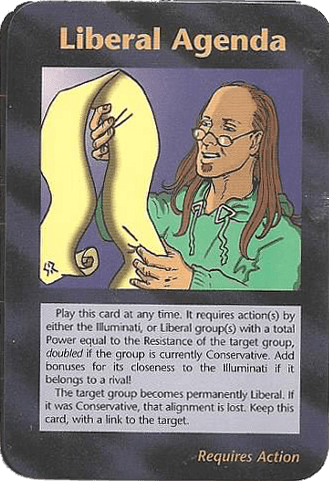 Liberal Agenda
Play this card at any time. It requires action(s) by
either the Illuminati, or Liberal group(s) with a total
Power equal to the Resistance of the target group,
doubled if the group is currently Conservative. Add
bonuses for its closeness to the Illuminati if it
belongs to a rival!
The target group becomes permanently Liberal. If
it was Conservative, that alignment is lost. Keep this
card, with a link to the target.
Requires Action